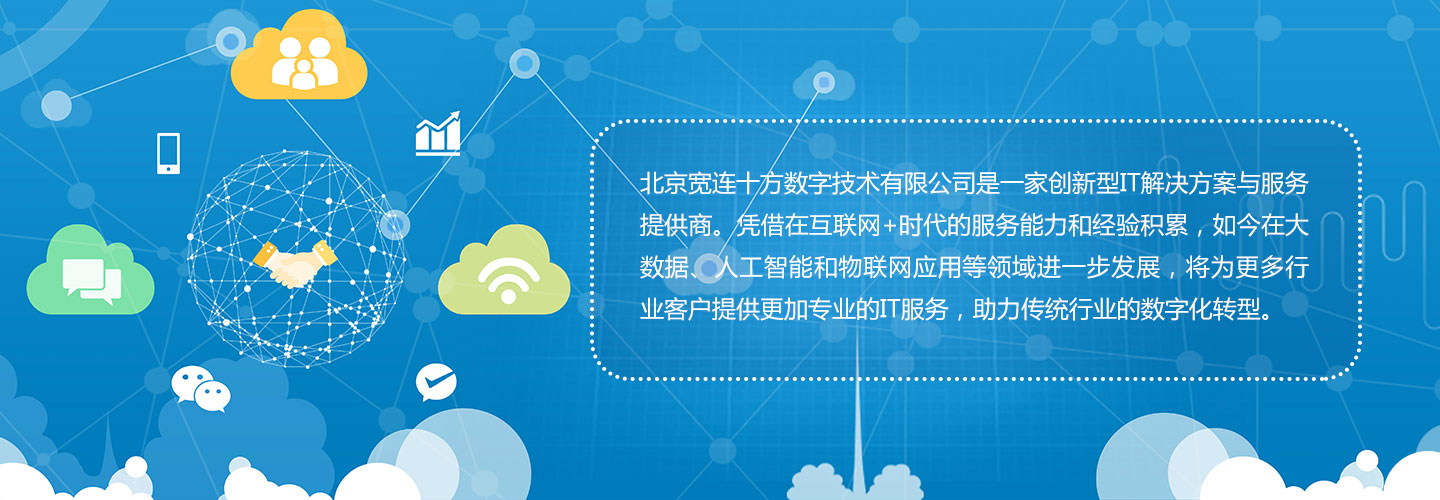 北京宽连十方数字技术有限公司是一家创新型IT解决方案与服务
提供商。凭借在互联网+时代的服务能力和经验积累，如今在大
数据、人工智能和物联网应用等领域进一步发展，将为更多行
业客户提供更加专业的IT服务，助力传统行业的数字化转型。